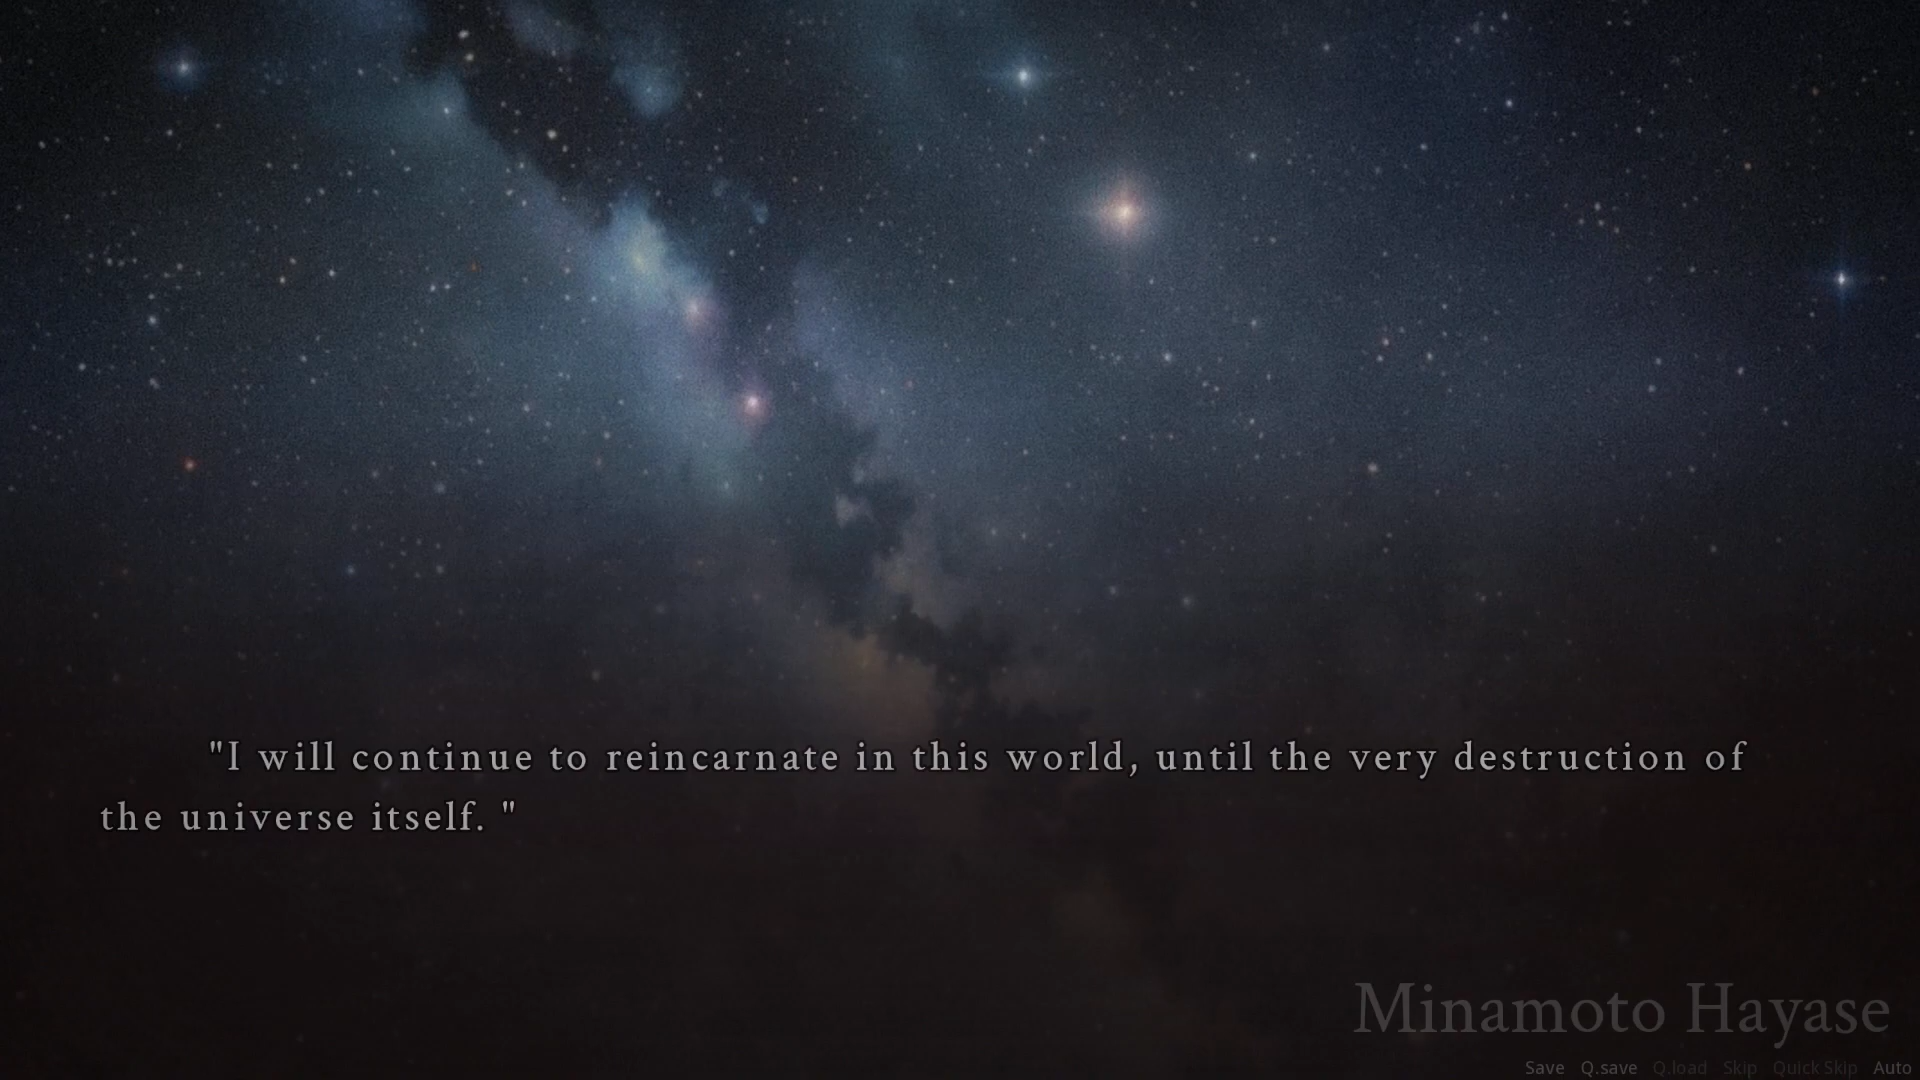 "I will continue to reincarnate in this world, until the very destruction of
the universe itself. "
Minamoto Hayase
Save Q.save Q.load Skip Quick Skip Auto